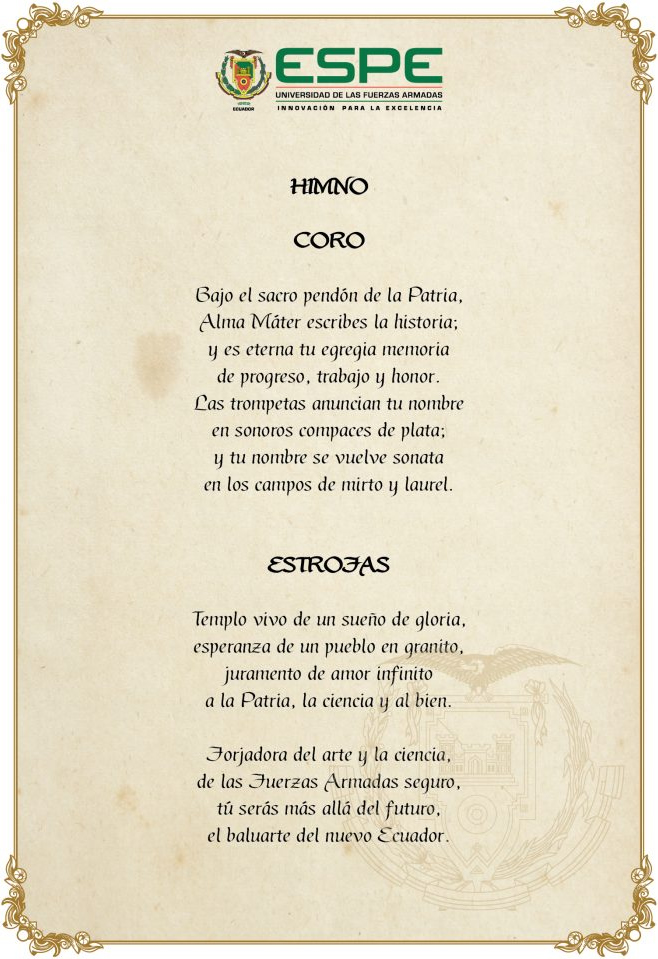 ESPE
UNIVERSIDAD DE LAS FUERZAS ARMADAS
INNOVACIÓN PARA LA EXCELENCIA
ECUADOR
HIMNO
CORO
Bajo el sacro pendón de la Patria,
Alma Máter escribes la historia;
y es eterna tu egregia memoria
de progreso, trabajo y honor.
Las trompetas anuncian tu nombre
en sonoros compaces de plata;
y tu nombre se vuelve sonata
en los campos de mirto y laurel.
ESTROFAS
Templo vivo de un sueño de gloria,
esperanza de un pueblo en granito,
juramento de amor infinito
a la Patria, la ciencia y al bien.
Forjadora del arte y la ciencia,
de las Fuerzas Armadas seguro,
tú serás más allá del futuro,
el baluarte del nuevo Ecuador.